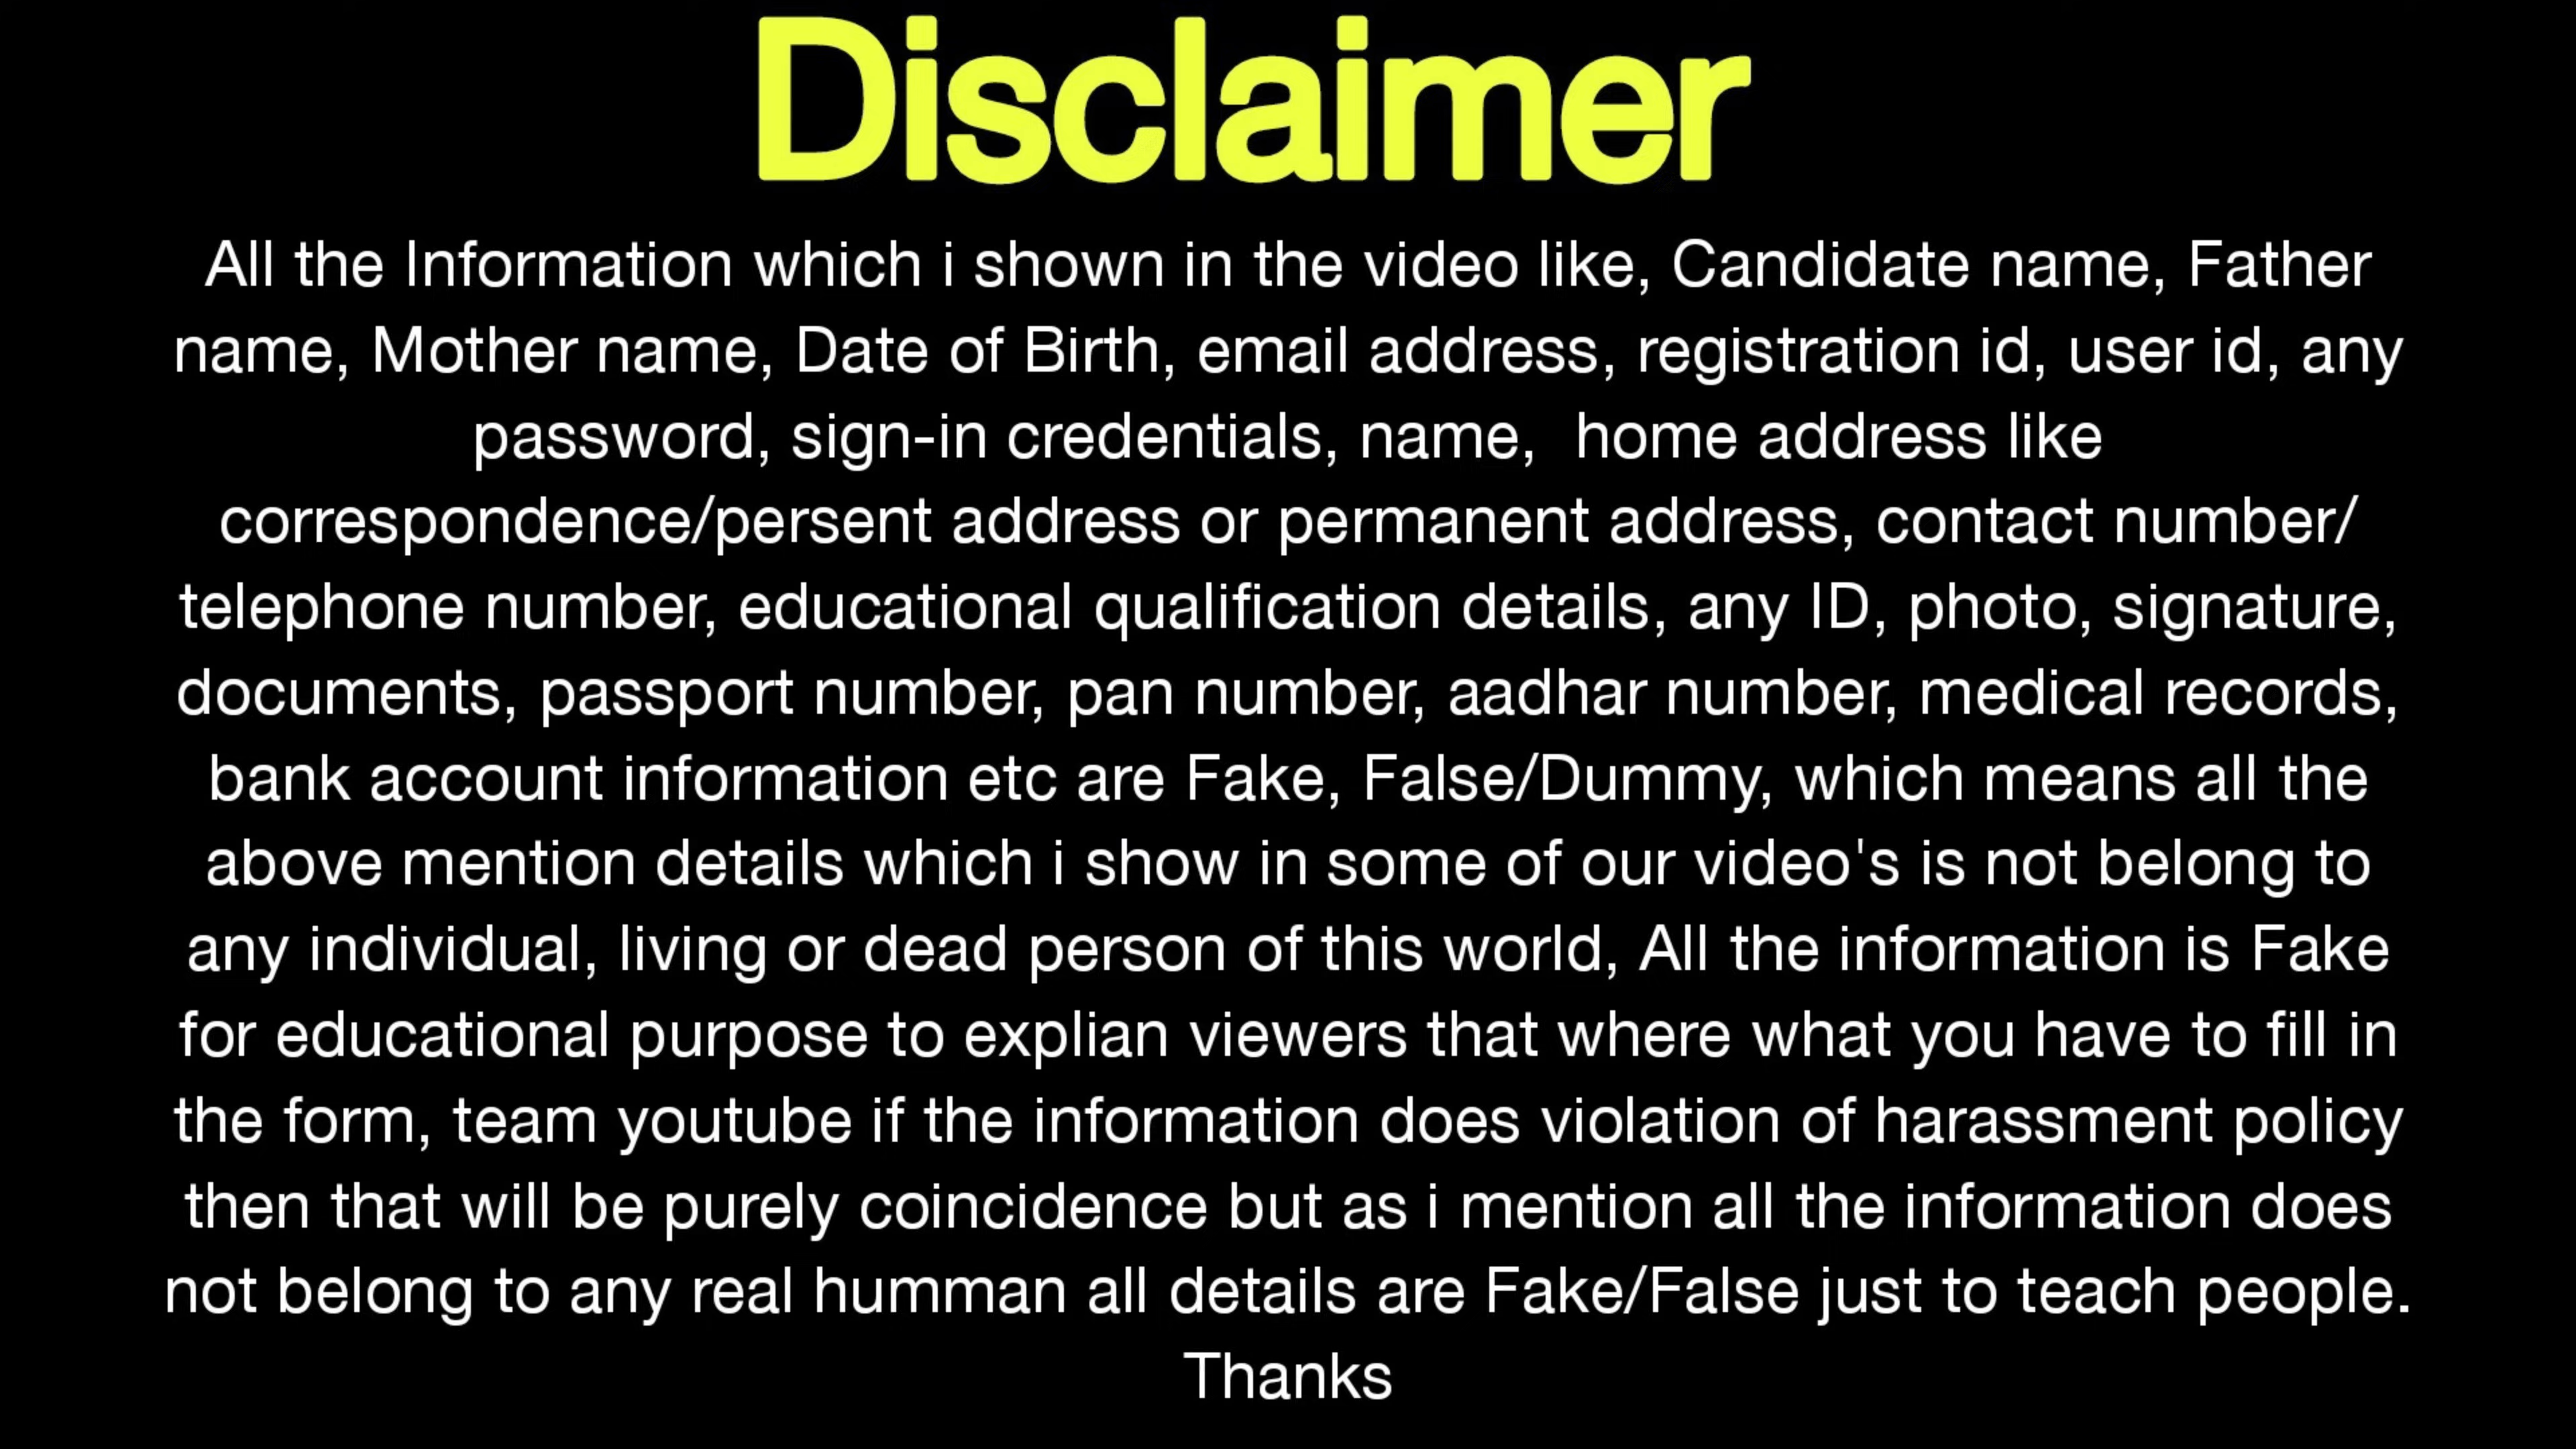 Disclaimer
All the Information which i shown in the video like, Candidate name, Father
name, Mother name, Date of Birth, email address, registration id, user id, any
password, sign-in credentials, name,  home address like
correspondence/persent address or permanent address, contact number/
telephone number, educational qualification details, any ID, photo, signature,
documents, passport number, pan number, aadhar number, medical records,
bank account information etc are Fake, False/Dummy, which means all the
above mention details which i show in some of our video's is not belong to
any individual, living or dead person of this world, All the information is Fake
for educational purpose to explian viewers that where what you have to fill in
the form, team youtube if the information does violation of harassment policy
then that will be purely coincidence but as i mention all the information does
not belong to any real humman all details are Fake/False just to teach people.
Thanks